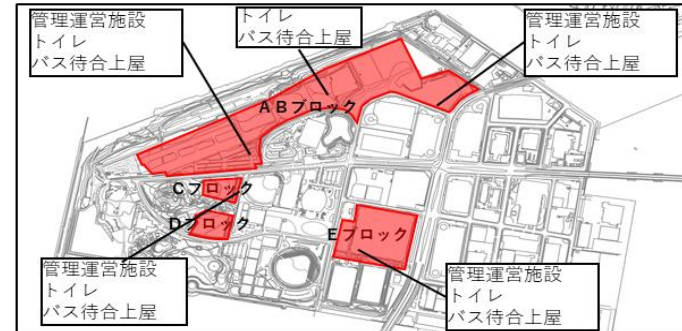 管理運営施設
トイレ
バス待合上屋
トイレ
バス待合上屋
管理運営施設
トイレ
バス待合上屋
ABブロック
Cブロック
Dブロック
Eブロック
管理運営施設
トイレ
バス待合上屋
管理運営施設
トイレ
バス待合上屋